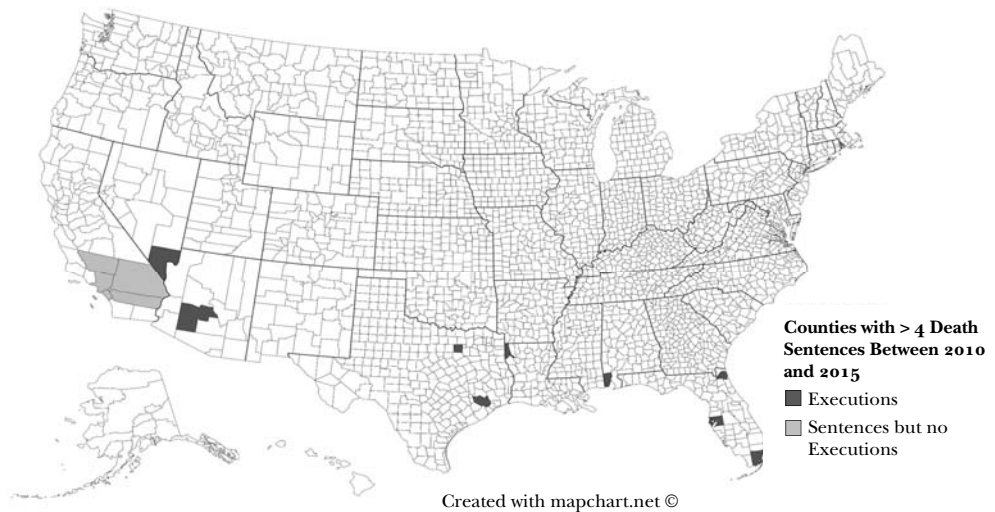 Counties with > 4 Death
Sentences Between 2010
and 2015
Executions
Sentences but no
Executions
Created with mapchart.net ©